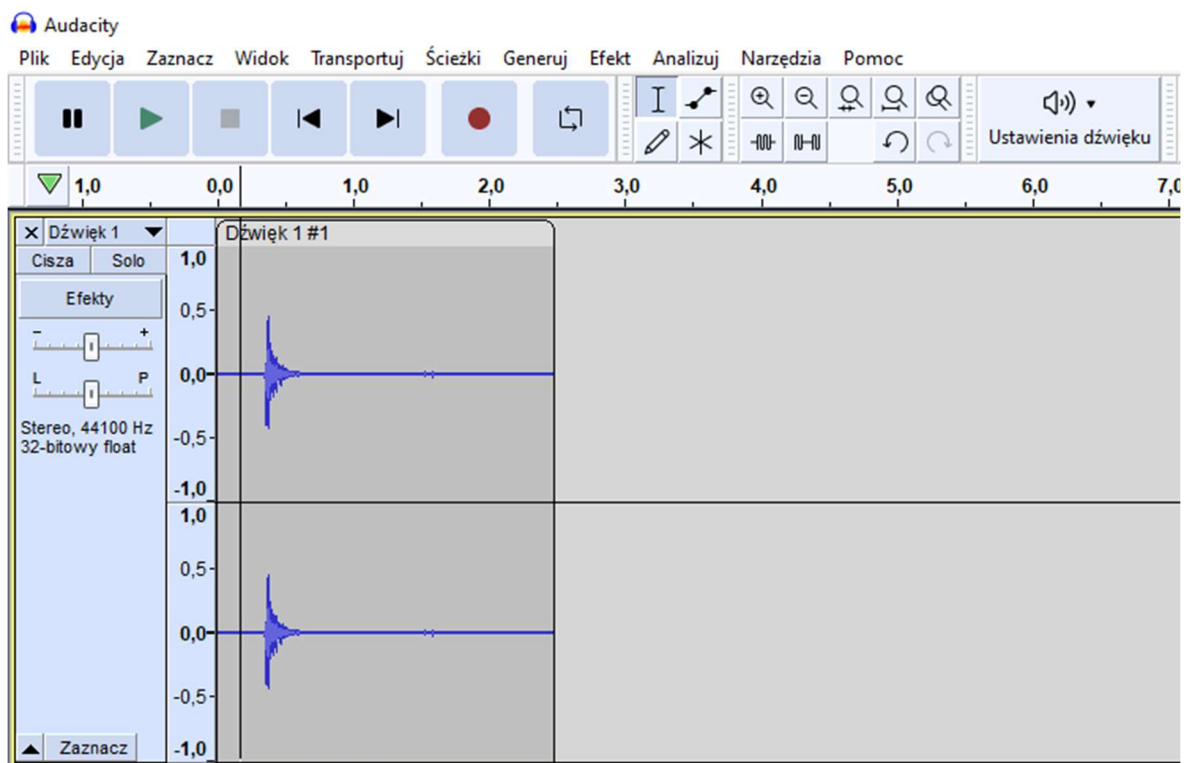 Audacity
Plik Edycja Zaznacz Widok Transportuj Ścieżki Generuj Efekt Analizuj Narzędzia Pomoc
Ustawienia dźwięku
1,0 0,0 1,0 2,0 3,0 4,0 5,0 6,0 7,0
Dźwięk 1
Dźwięk 1 #1
Cisza Solo
Efekty
- +
L P
Stereo, 44100 Hz
32-bitowy float
1,0
0,5
0,0
-0,5
-1,0
1,0
0,5
0,0
-0,5
-1,0
Zaznacz